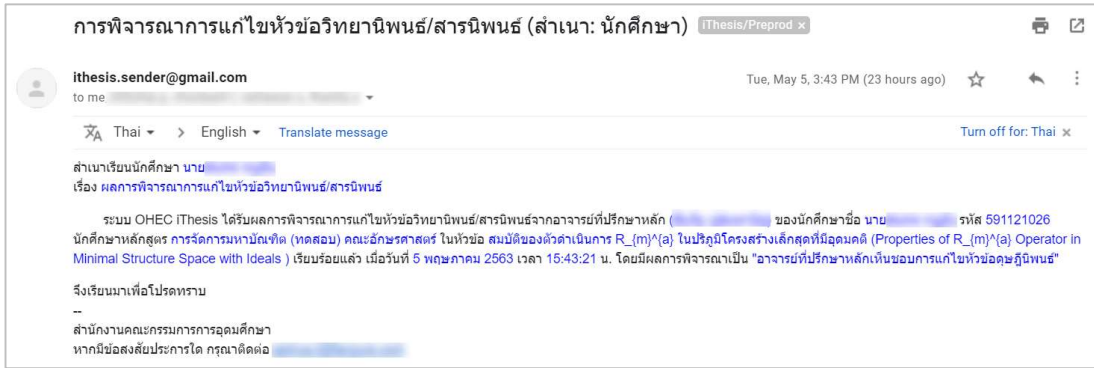 การพิจารณาการแก้ไขหัวข้อวิทยานิพนธ์/สารนิพนธ์ (สำเนา: นักศึกษา) iThesis/Preprod ×
ithesis.sender@gmail.com
Tue, May 5, 3:43 PM (23 hours ago)
to me
Thai > English Translate message
Turn off for: Thai ×
สำเนาเรียนนักศึกษา นาย
เรื่อง ผลการพิจารณาการแก้ไขหัวข้อวิทยานิพนธ์/สารนิพนธ์
ระบบ OHEC iThesis ได้รับผลการพิจารณาการแก้ไขหัวข้อวิทยานิพนธ์/สารนิพนธ์จากอาจารย์ที่ปรึกษาหลัก ( ) ของนักศึกษาชื่อ นาย รหัส 591121026
นักศึกษาหลักสูตร การจัดการมหาบัณฑิต (ทดสอบ) คณะอักษรศาสตร์ ในหัวข้อ สมบัติของตัวดำเนินการ R_{m}^{a} ในปริภูมิโครงสร้างเล็กสุดที่มีอุดมคติ (Properties of R_{m}^{a} Operator in
Minimal Structure Space with Ideals ) เรียบร้อยแล้ว เมื่อวันที่ 5 พฤษภาคม 2563 เวลา 15:43:21 น. โดยมีผลการพิจารณาเป็น "อาจารย์ที่ปรึกษาหลักเห็นชอบการแก้ไขหัวข้อดุษฎีนิพนธ์"
จึงเรียนมาเพื่อโปรดทราบ
--
สำนักงานคณะกรรมการการอุดมศึกษา
หากมีข้อสงสัยประการใด กรุณาติดต่อ